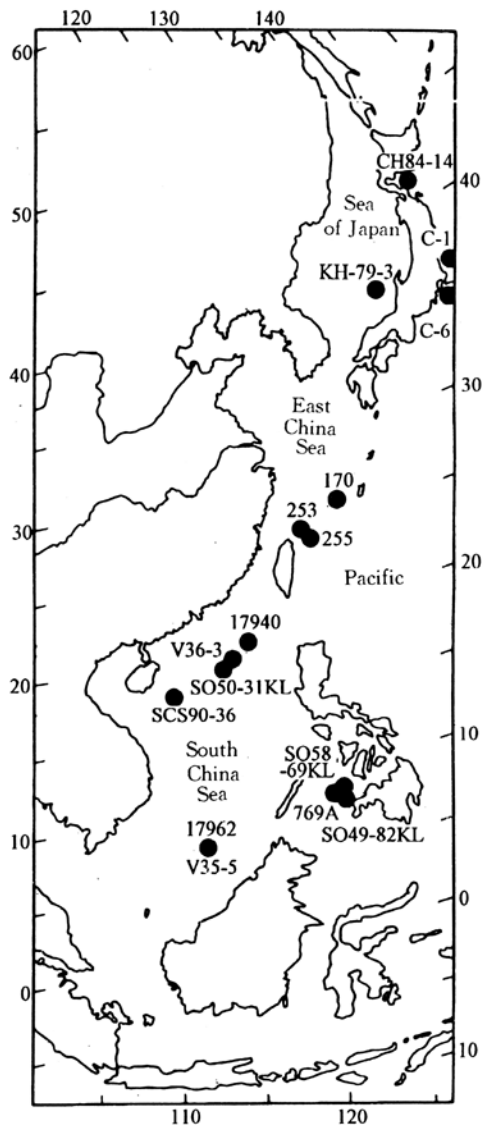 120
130
140
60
CH84-14
40
50
Sea
of Japan
C-1
KH-79-3
C-6
40
30
East
China
Sea
170
253
255
30
20
Pacific
17940
V36-3
SO50-31KL
20
SCS90-36
10
SO58
-69KL
South
China
Sea
769A
SO49-82KL
17962
10
V35-5
0
0
10
110
120